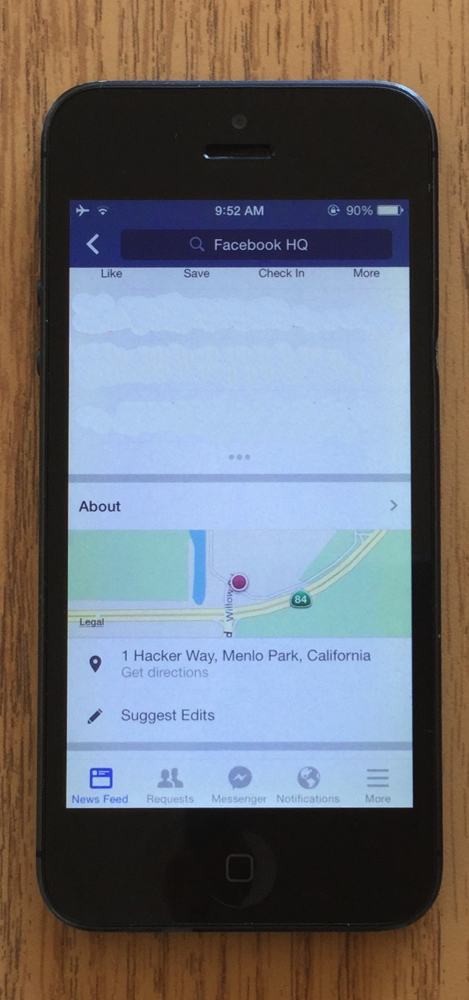 9:52 AM 90%
Facebook HQ
Like Save Check In More
About
84
Willow
Legal
1 Hacker Way, Menlo Park, California
Get directions
Suggest Edits
News Feed Requests Messenger Notifications More